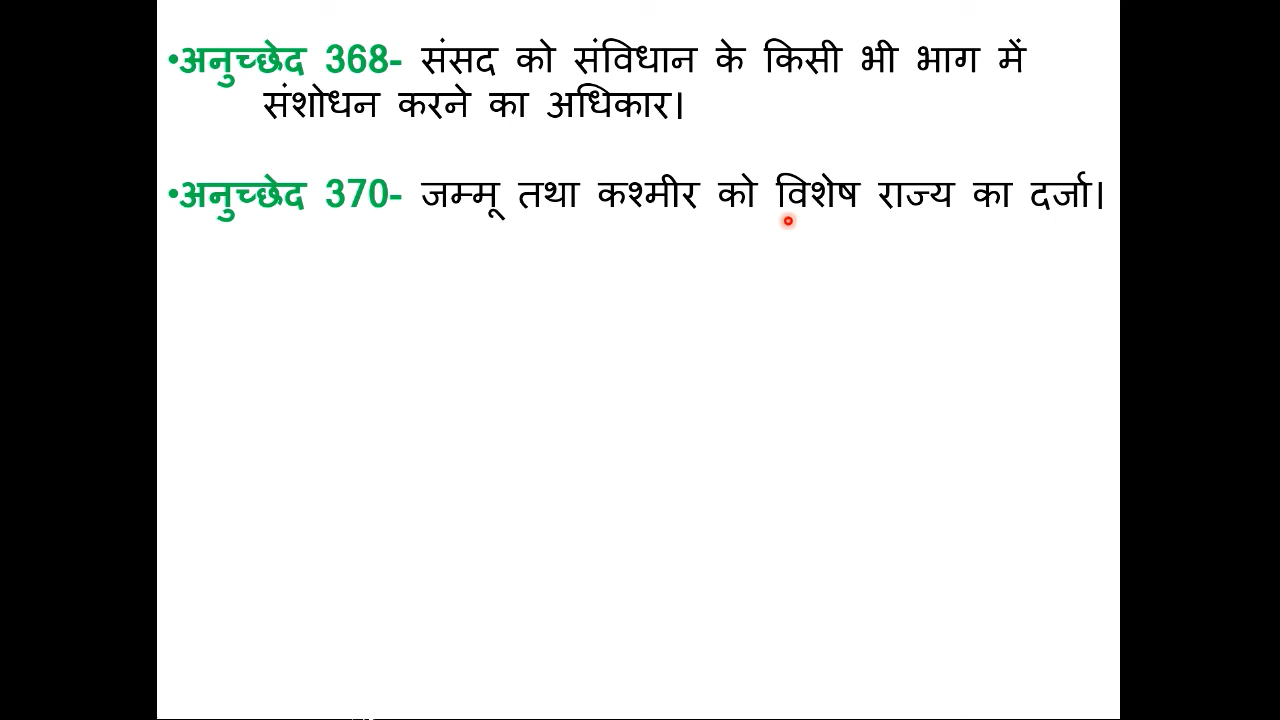 •अनुच्छेद 368- संसद को संविधान के किसी भी भाग में
संशोधन करने का अधिकार।
•अनुच्छेद 370- जम्मू तथा कश्मीर को विशेष राज्य का दर्जा।